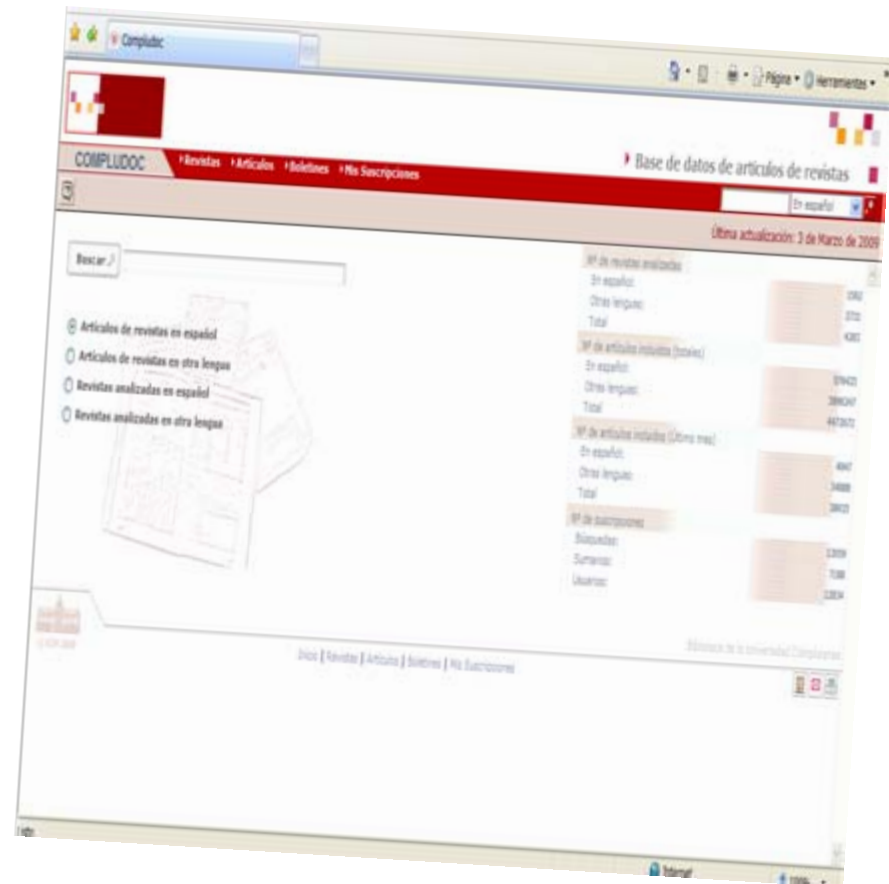 Compludoc
Página Herramientas
Base de datos de artículos de revistas
COMPLUDOC Revistas Artículos Boletines Mis Suscripciones
En español
Última actualización: 3 de Marzo de 2009
Buscar
Artículos de revistas en español
Artículos de revistas en otra lengua
Revistas analizadas en español
Revistas analizadas en otra lengua
Nº de revistas analizadas
En español:
Otras lenguas:
Total
Nº de artículos incluidos (totales)
En español:
Otras lenguas:
Total
Nº de artículos incluidos (Último mes)
En español:
Otras lenguas:
Total
Nº de suscripciones
Búsquedas:
Sumarios:
Usuarios:
Biblioteca de la Universidad Complutense
Inicio | Revistas | Artículos | Boletines | Mis Suscripciones
Listo
Internet
100%